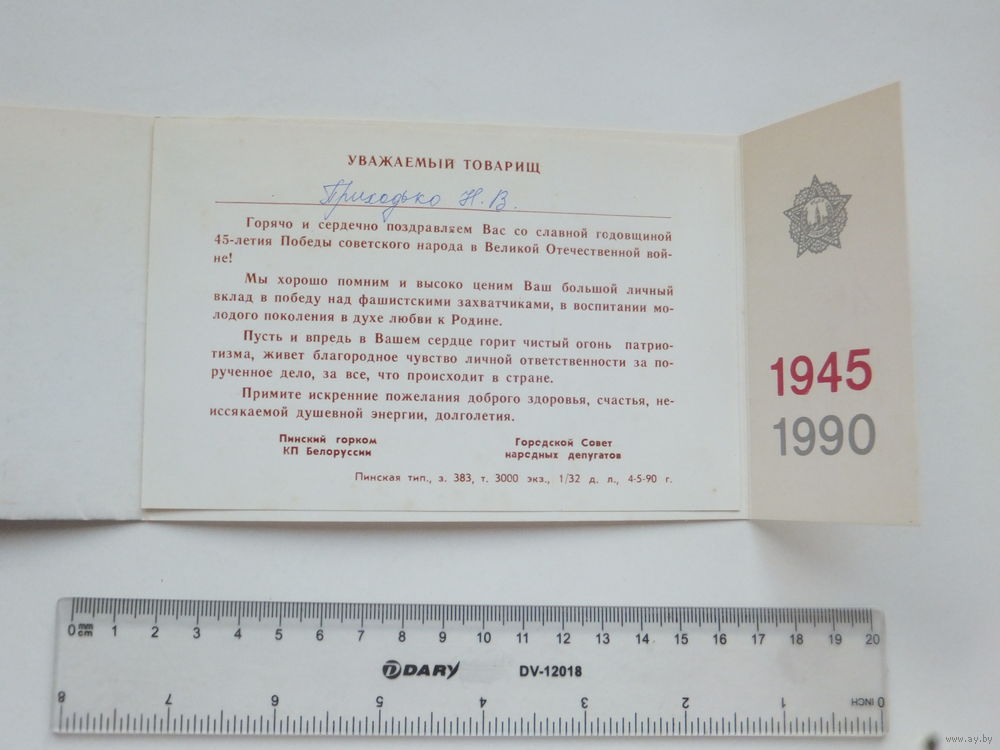 УВАЖАЕМЫЙ ТОВАРИЩ
Приходько Н. В.
Горячо и сердечно поздравляем Вас со славной годовщиной
45-летия Победы советского народа в Великой Отечественной вой-
не!
Мы хорошо помним и высоко ценим Ваш большой личный
вклад в победу над фашистскими захватчиками, в воспитании мо-
лодого поколения в духе любви к Родине.
Пусть и впредь в Вашем сердце горит чистый огонь патрио-
тизма, живет благородное чувство личной ответственности за по-
рученное дело, за все, что происходит в стране.
Примите искренние пожелания доброго здоровья, счастья, не-
иссякаемой душевной энергии, долголетия.
Пинский горком
КП Белоруссии
Городской Совет
народных депутатов
Пинская тип., з. 383, т. 3000 экз., 1/32 д. л., 4-5-90 г.
1945
1990
0 mm cm 1 2 3 4 5 6 7 8 9 10 11 12 13 14 15 16 17 18 19 20
DARY DV-12018
8 7 6 5 4 3 2 1 0 INCH
www.ay.by